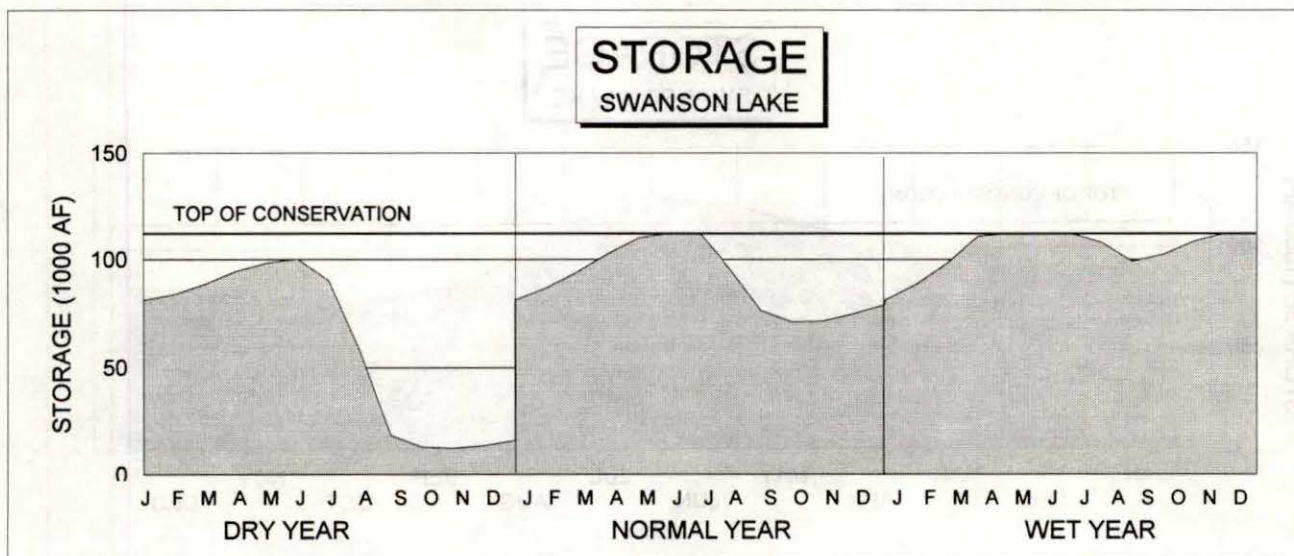 STORAGE
SWANSON LAKE
150
TOP OF CONSERVATION
100
50
0
STORAGE (1000 AF)
J F M A M J J A S O N D J F M A M J J A S O N D J F M A M J J A S O N D
DRY YEAR NORMAL YEAR WET YEAR